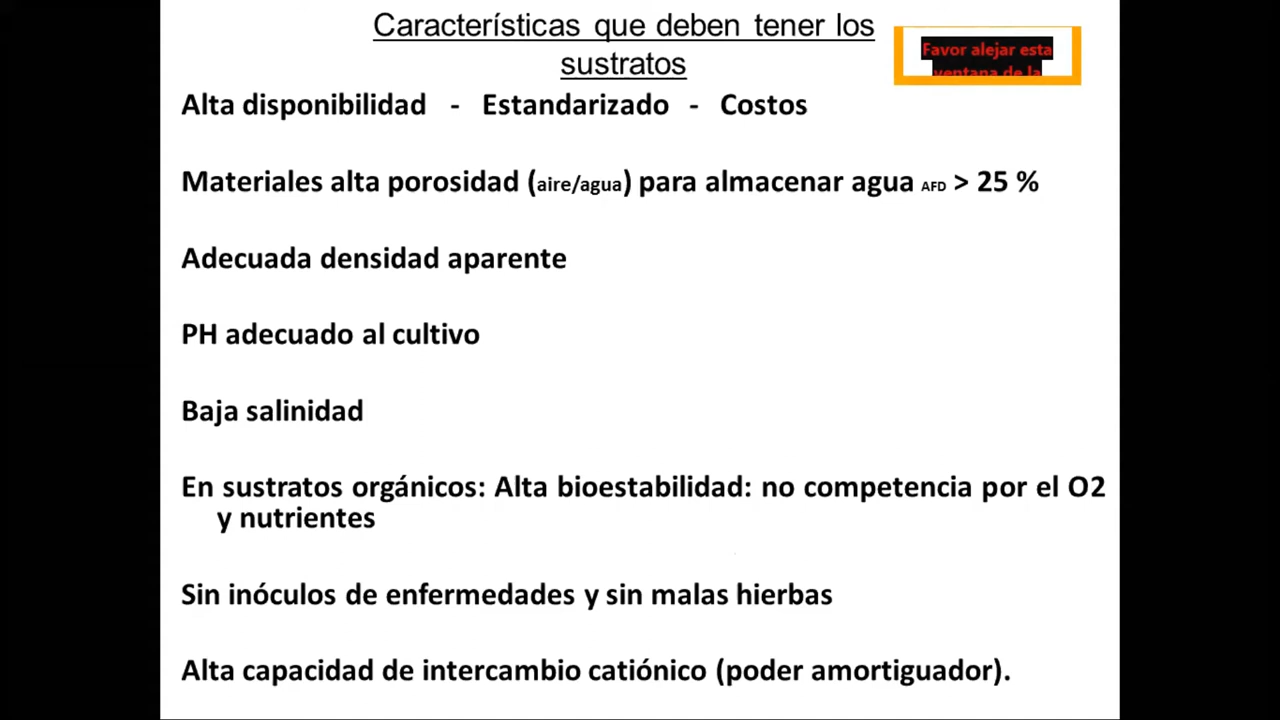 Características que deben tener los
sustratos
Favor alejar esta
ventana de la
Alta disponibilidad - Estandarizado - Costos
Materiales alta porosidad (aire/agua) para almacenar agua AFD > 25 %
Adecuada densidad aparente
PH adecuado al cultivo
Baja salinidad
En sustratos orgánicos: Alta bioestabilidad: no competencia por el O2
y nutrientes
Sin inóculos de enfermedades y sin malas hierbas
Alta capacidad de intercambio catiónico (poder amortiguador).